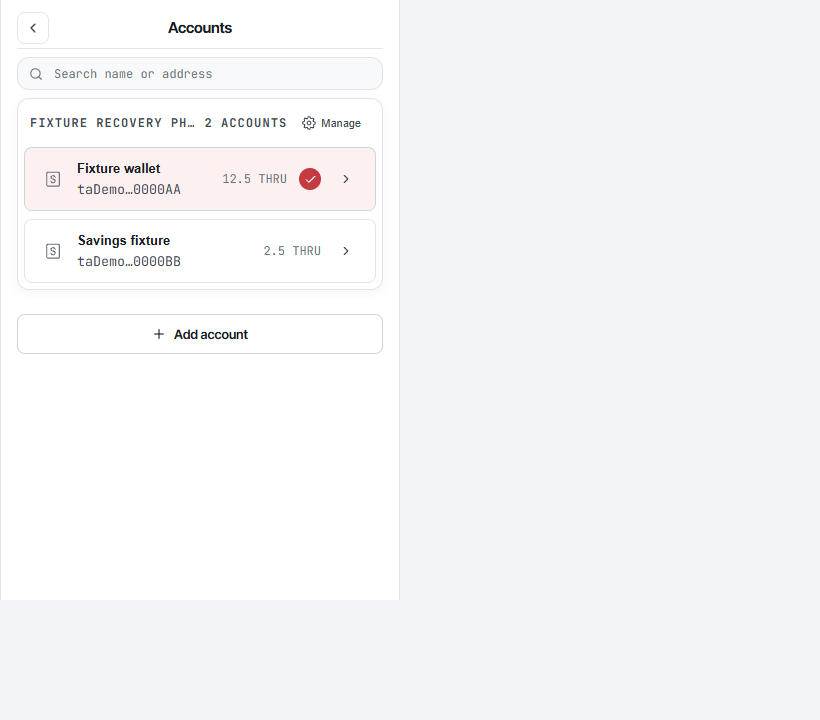 Accounts
Search name or address
FIXTURE RECOVERY PH… 2 ACCOUNTS Manage
Fixture wallet
S 12.5 THRU
taDemo…0000AA
Savings fixture
S 2.5 THRU
taDemo…0000BB
Add account